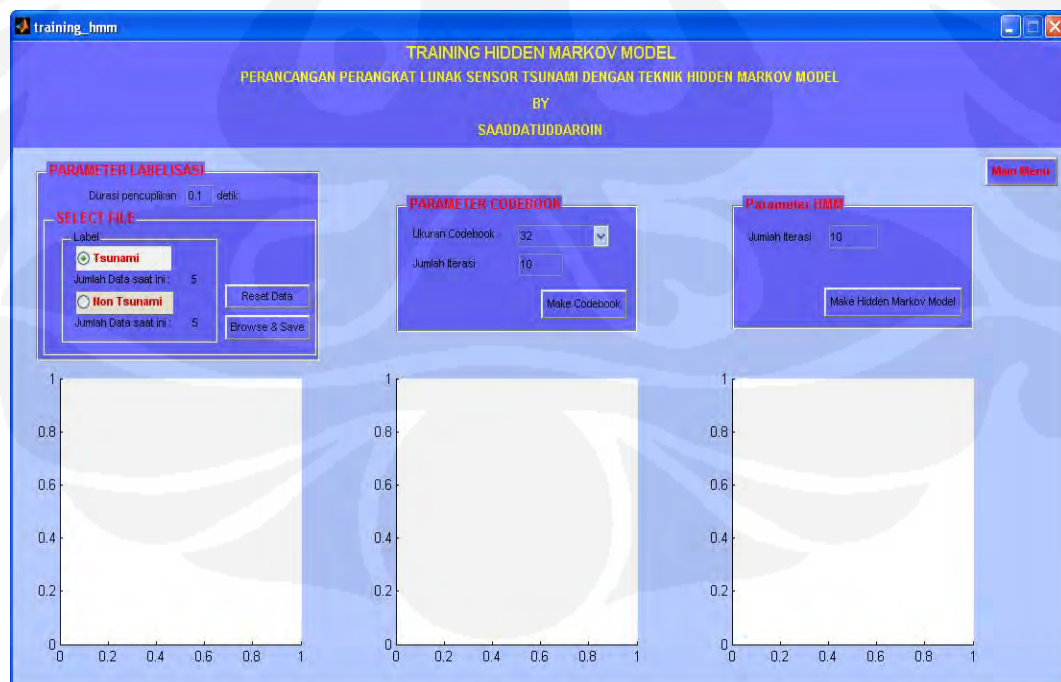 training_hmm
TRAINING HIDDEN MARKOV MODEL
PERANCANGAN PERANGKAT LUNAK SENSOR TSUNAMI DENGAN TEKNIK HIDDEN MARKOV MODEL
BY
SAADDATUDDAROIN
Main Menu
PARAMETER LABELISASI
Durasi pencuplikan 0.1 detik
SELECT FILE
Label
Tsunami
Jumlah Data saat ini : 5
Non Tsunami
Jumlah Data saat ini : 5
Reset Data
Browse & Save
PARAMETER CODEBOOK
Ukuran Codebook 32
Jumlah Iterasi 10
Make Codebook
Parameter HMM
Jumlah Iterasi 10
Make Hidden Markov Model
1
0.8
0.6
0.4
0.2
0
0 0.2 0.4 0.6 0.8 1
1
0.8
0.6
0.4
0.2
0
0 0.2 0.4 0.6 0.8 1
1
0.8
0.6
0.4
0.2
0
0 0.2 0.4 0.6 0.8 1